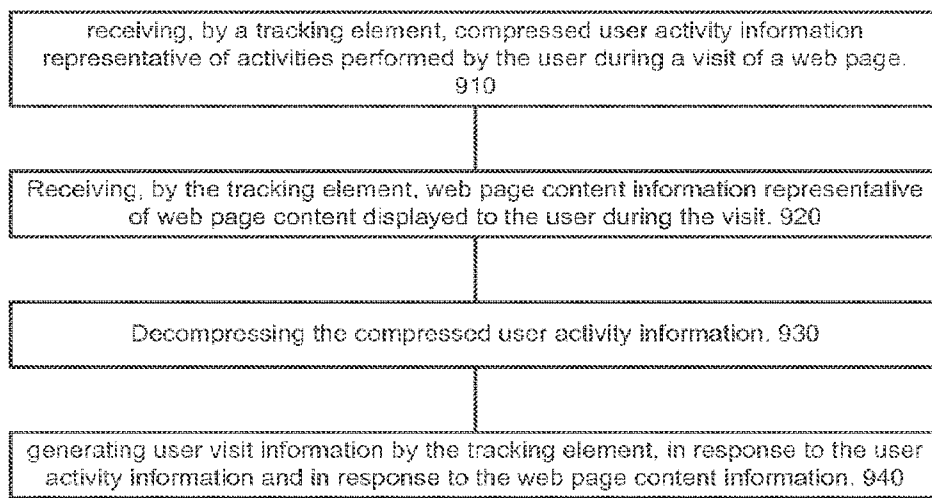 receiving, by a tracking element, compressed user activity information
representative of activities performed by the user during a visit of a web page.
910
Receiving, by the tracking element, web page content information representative
of web page content displayed to the user during the visit. 920
Decompressing the compressed user activity information. 930
generating user visit information by the tracking element, in response to the user
activity information and in response to the web page content information. 940